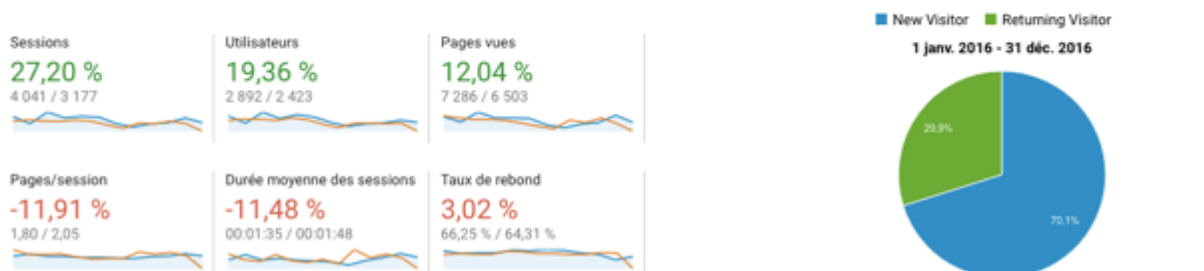 Sessions
27,20 %
4 041 / 3 177
Utilisateurs
19,36 %
2 892 / 2 423
Pages vues
12,04 %
7 286 / 6 503
Pages/session
-11,91 %
1,80 / 2,05
Durée moyenne des sessions
-11,48 %
00:01:35 / 00:01:48
Taux de rebond
3,02 %
66,25 % / 64,31 %
New Visitor Returning Visitor
1 janv. 2016 - 31 déc. 2016
29,9%
70,1%